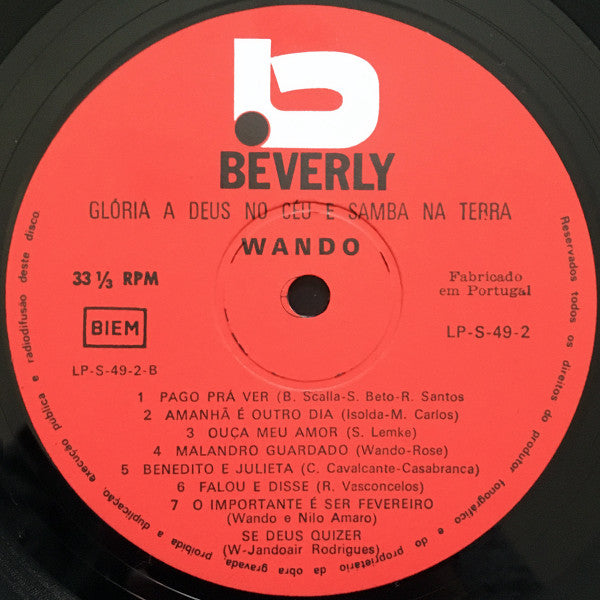 b
BEVERLY
GLÓRIA A DEUS NO CÉU E SAMBA NA TERRA
WANDO
33 ⅓ RPM
Fabricado
em Portugal
BIEM
LP-S-49-2
LP-S-49-2-B
1 PAGO PRÁ VER (B. Scalla-S. Beto-R. Santos
2 AMANHÃ É OUTRO DIA (Isolda-M. Carlos)
3 OUÇA MEU AMOR (S. Lemke)
4 MALANDRO GUARDADO (Wando-Rose)
5 BENEDITO E JULIETA (C. Cavalcante-Casabranca)
6 FALOU E DISSE (R. Vasconcelos)
7 O IMPORTANTE É SER FEVEREIRO
(Wando e Nilo Amaro)
SE DEUS QUIZER
(W-Jandoair Rodrigues)
Reservados todos os direitos do produtor fonográfico e do proprietário da obra gravada proibida a duplicação, execução pública e radiodifusão deste disco